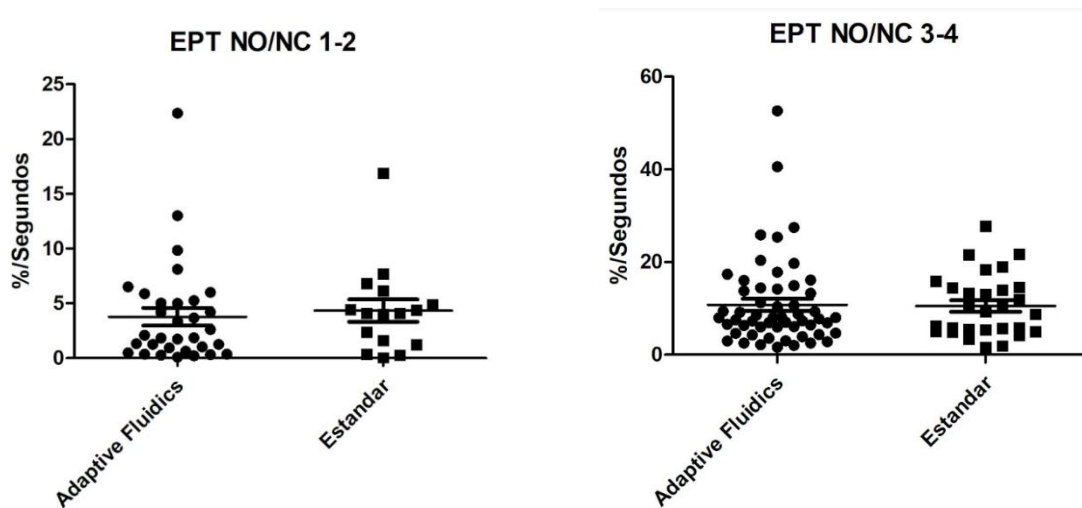 EPT NO/NC 1-2
%/Segundos
25
20
15
10
5
0
Adaptive Fluidics
Estandar
EPT NO/NC 3-4
%/Segundos
60
40
20
0
Adaptive Fluidics
Estandar